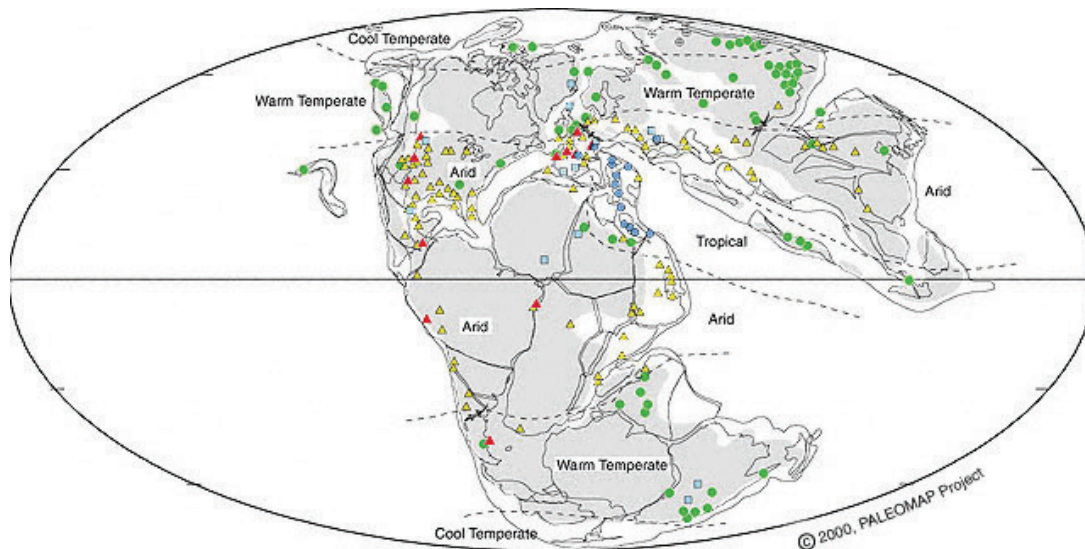 Cool Temperate
Warm Temperate
Warm Temperate
Arid
Arid
Tropical
Arid
Arid
Warm Temperate
Cool Temperate
© 2000, PALEOMAP Project